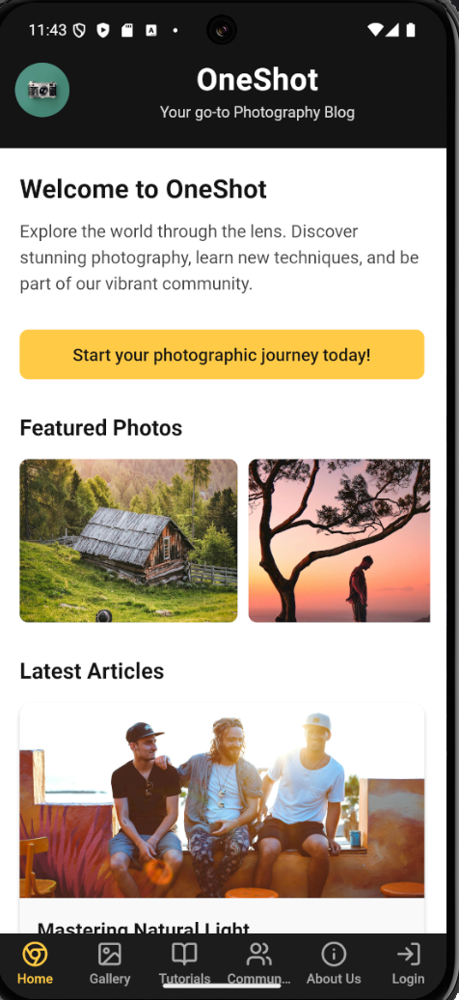 11:43
OneShot
Your go-to Photography Blog
Welcome to OneShot
Explore the world through the lens. Discover
stunning photography, learn new techniques, and be
part of our vibrant community.
Start your photographic journey today!
Featured Photos
Latest Articles
Mastering Natural Light
Home
Gallery
Tutorials
Commun...
About Us
Login